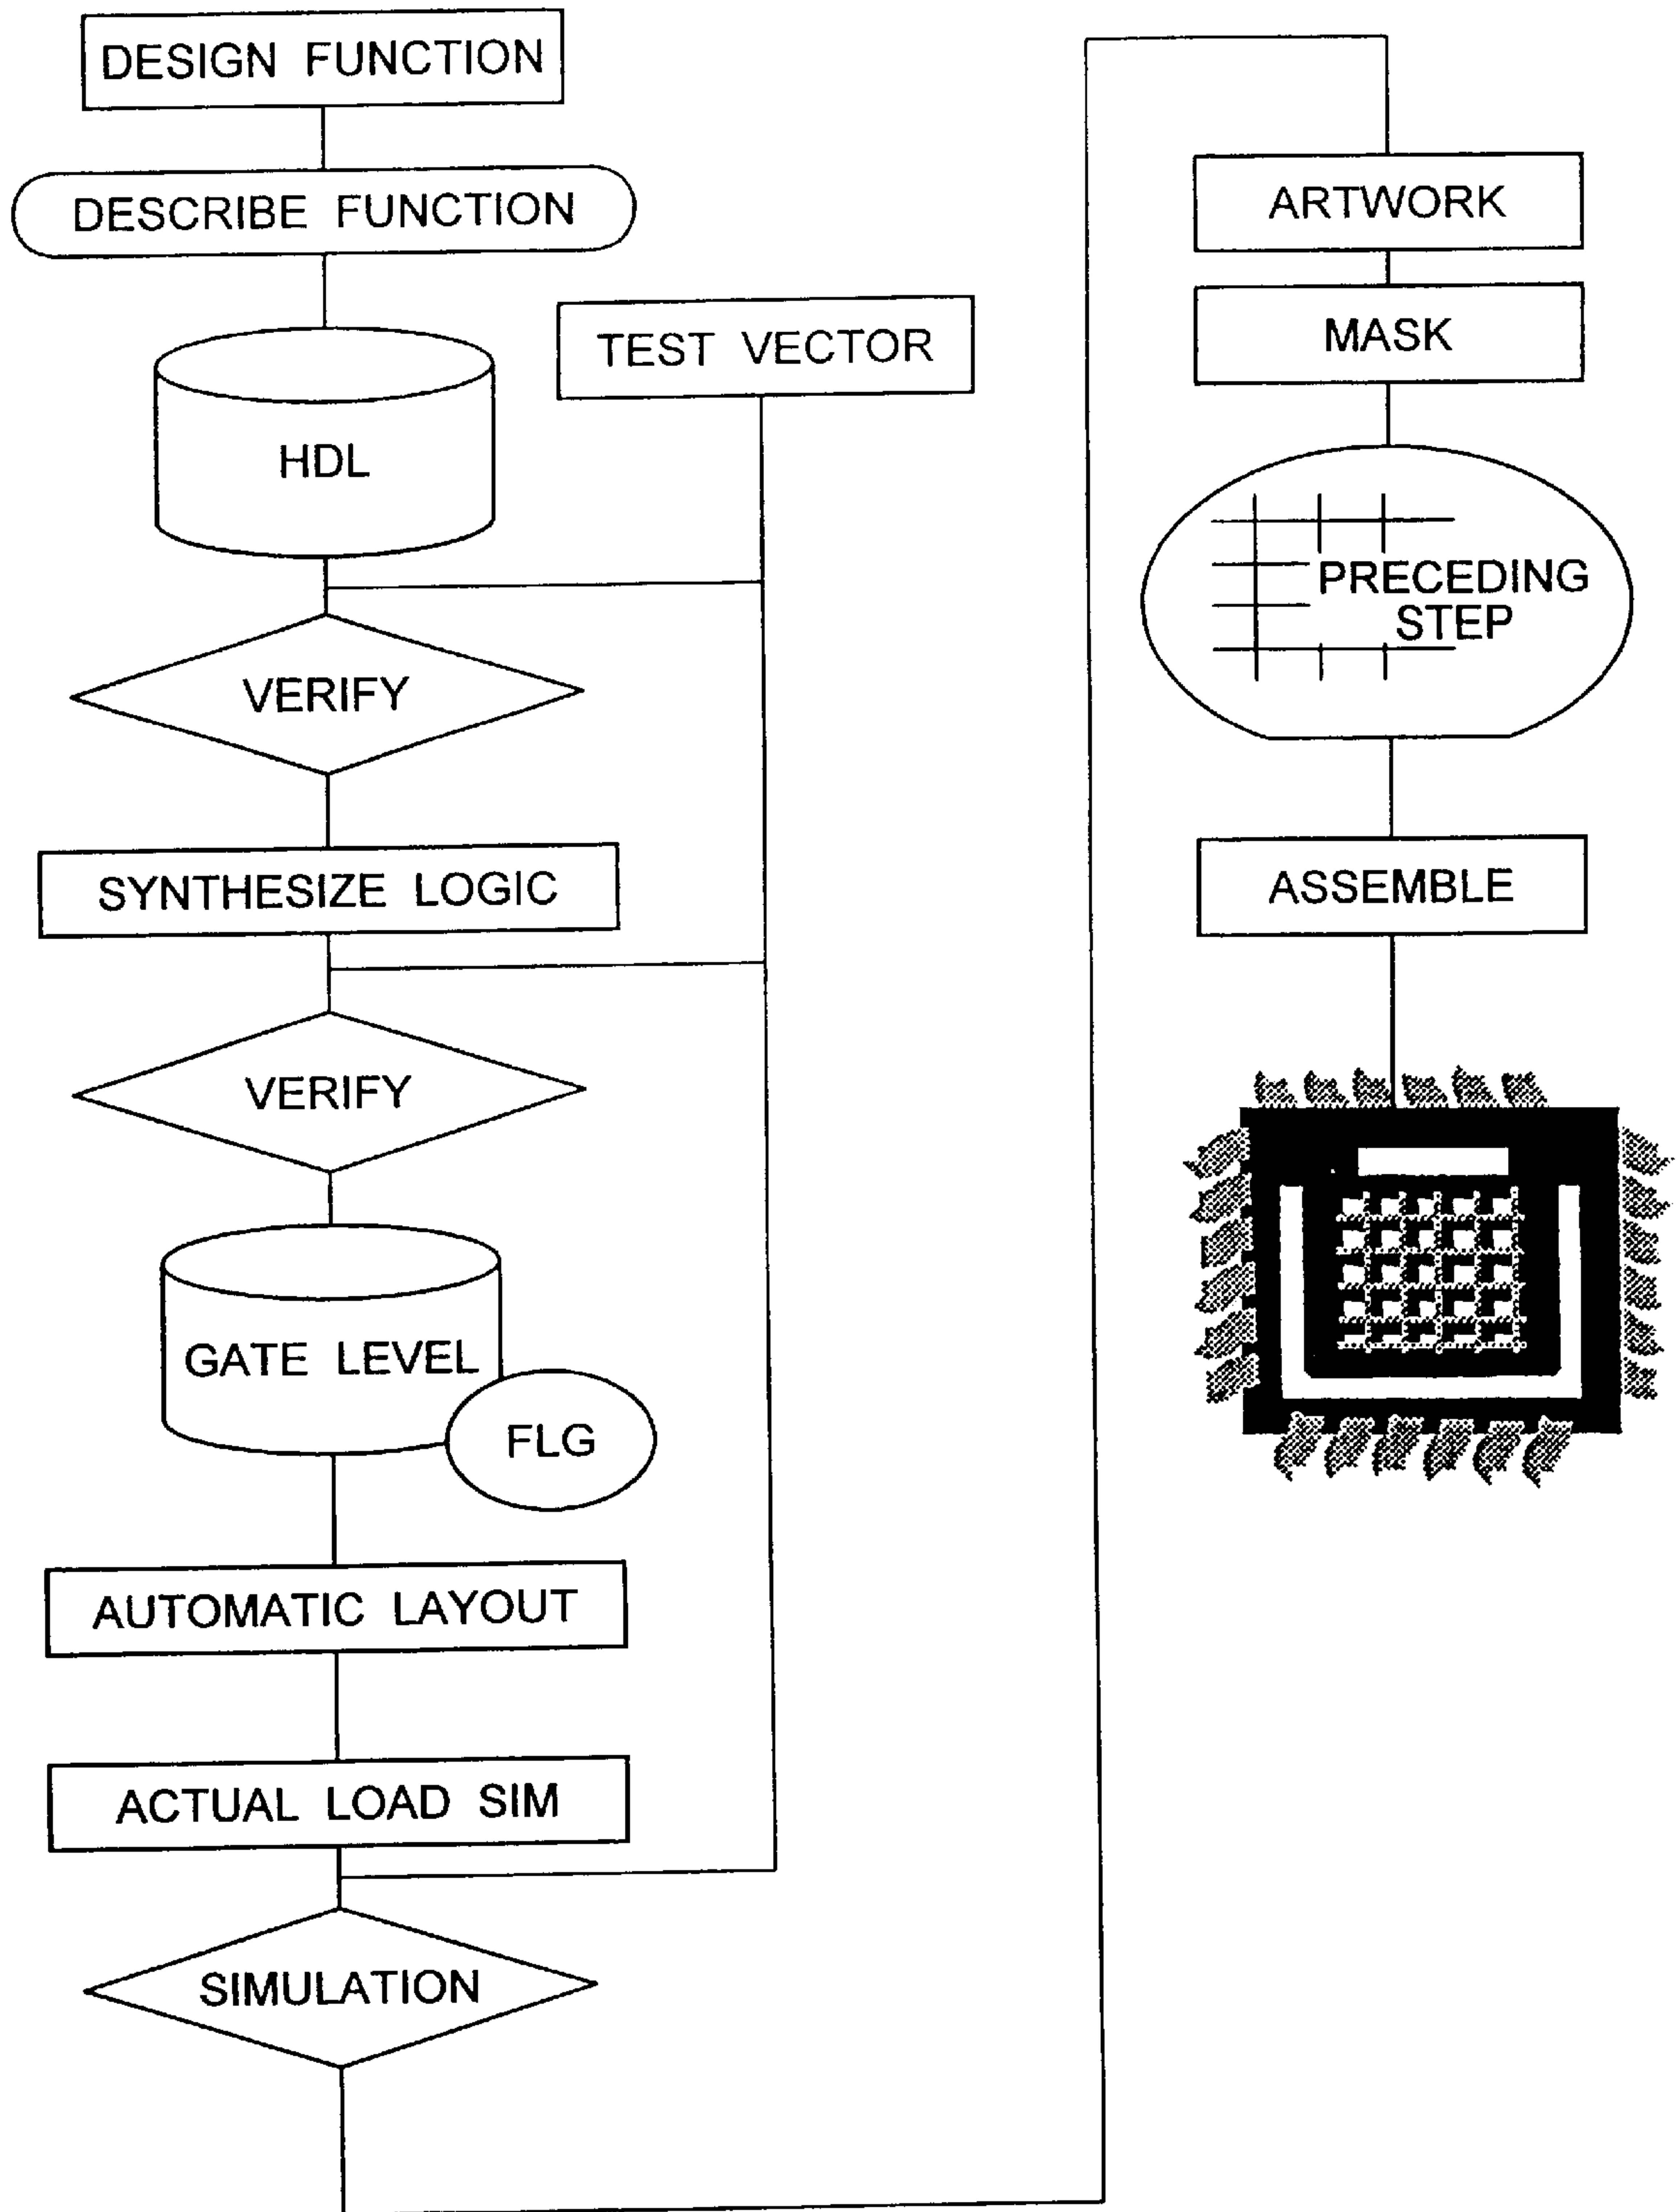 DESIGN FUNCTION
DESCRIBE FUNCTION
HDL
TEST VECTOR
VERIFY
SYNTHESIZE LOGIC
VERIFY
GATE LEVEL
FLG
AUTOMATIC LAYOUT
ACTUAL LOAD SIM
SIMULATION
ARTWORK
MASK
PRECEDING
STEP
ASSEMBLE